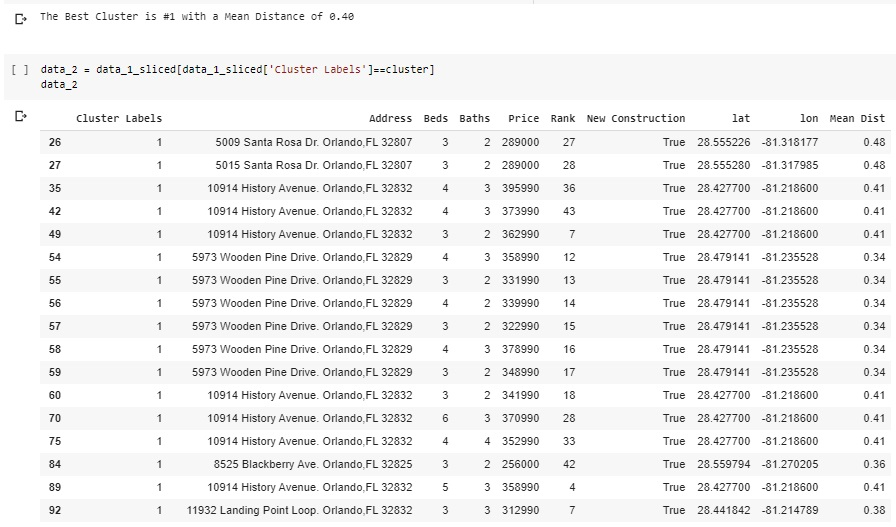 The Best Cluster is #1 with a Mean Distance of 0.40
[ ] data_2 = data_1_sliced[data_1_sliced['Cluster Labels']==cluster]
data_2
Cluster Labels Address Beds Baths Price Rank New Construction lat lon Mean Dist
26 1 5009 Santa Rosa Dr. Orlando,FL 32807 3 2 289000 27 True 28.555226 -81.318177 0.48
27 1 5015 Santa Rosa Dr. Orlando,FL 32807 3 2 289000 28 True 28.555280 -81.317985 0.48
35 1 10914 History Avenue. Orlando,FL 32832 4 3 395990 36 True 28.427700 -81.218600 0.41
42 1 10914 History Avenue. Orlando,FL 32832 4 3 373990 43 True 28.427700 -81.218600 0.41
49 1 10914 History Avenue. Orlando,FL 32832 3 2 362990 7 True 28.427700 -81.218600 0.41
54 1 5973 Wooden Pine Drive. Orlando,FL 32829 4 3 358990 12 True 28.479141 -81.235528 0.34
55 1 5973 Wooden Pine Drive. Orlando,FL 32829 3 2 331990 13 True 28.479141 -81.235528 0.34
56 1 5973 Wooden Pine Drive. Orlando,FL 32829 4 2 339990 14 True 28.479141 -81.235528 0.34
57 1 5973 Wooden Pine Drive. Orlando,FL 32829 3 2 322990 15 True 28.479141 -81.235528 0.34
58 1 5973 Wooden Pine Drive. Orlando,FL 32829 4 3 378990 16 True 28.479141 -81.235528 0.34
59 1 5973 Wooden Pine Drive. Orlando,FL 32829 3 2 348990 17 True 28.479141 -81.235528 0.34
60 1 10914 History Avenue. Orlando,FL 32832 3 2 341990 18 True 28.427700 -81.218600 0.41
70 1 10914 History Avenue. Orlando,FL 32832 6 3 370990 28 True 28.427700 -81.218600 0.41
75 1 10914 History Avenue. Orlando,FL 32832 4 4 352990 33 True 28.427700 -81.218600 0.41
84 1 8525 Blackberry Ave. Orlando,FL 32825 3 2 256000 42 True 28.559794 -81.270205 0.36
89 1 10914 History Avenue. Orlando,FL 32832 5 3 358990 4 True 28.427700 -81.218600 0.41
92 1 11932 Landing Point Loop. Orlando,FL 32832 3 3 312990 7 True 28.441842 -81.214789 0.38